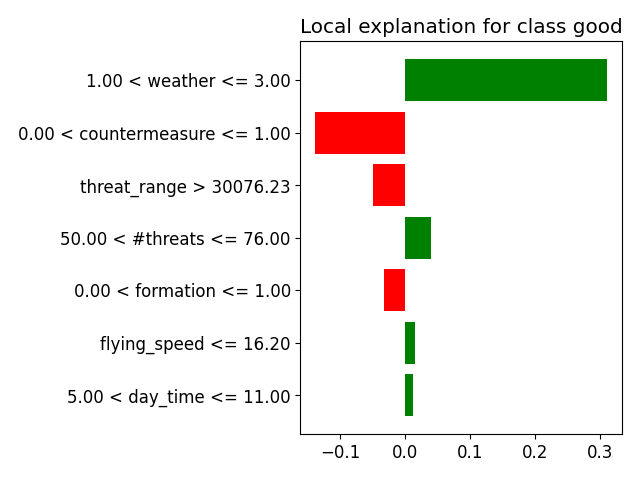 Local explanation for class good
1.00 < weather <= 3.00
0.00 < countermeasure <= 1.00
threat_range > 30076.23
50.00 < #threats <= 76.00
0.00 < formation <= 1.00
flying_speed <= 16.20
5.00 < day_time <= 11.00
−0.1 0.0 0.1 0.2 0.3